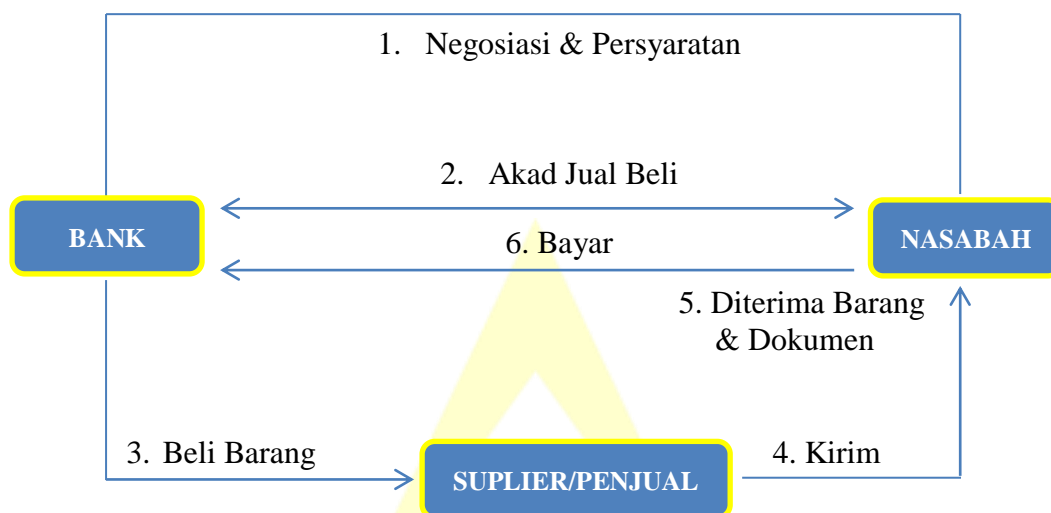 1. Negosiasi & Persyaratan
2. Akad Jual Beli
BANK
NASABAH
6. Bayar
5. Diterima Barang
& Dokumen
3. Beli Barang
4. Kirim
SUPLIER/PENJUAL